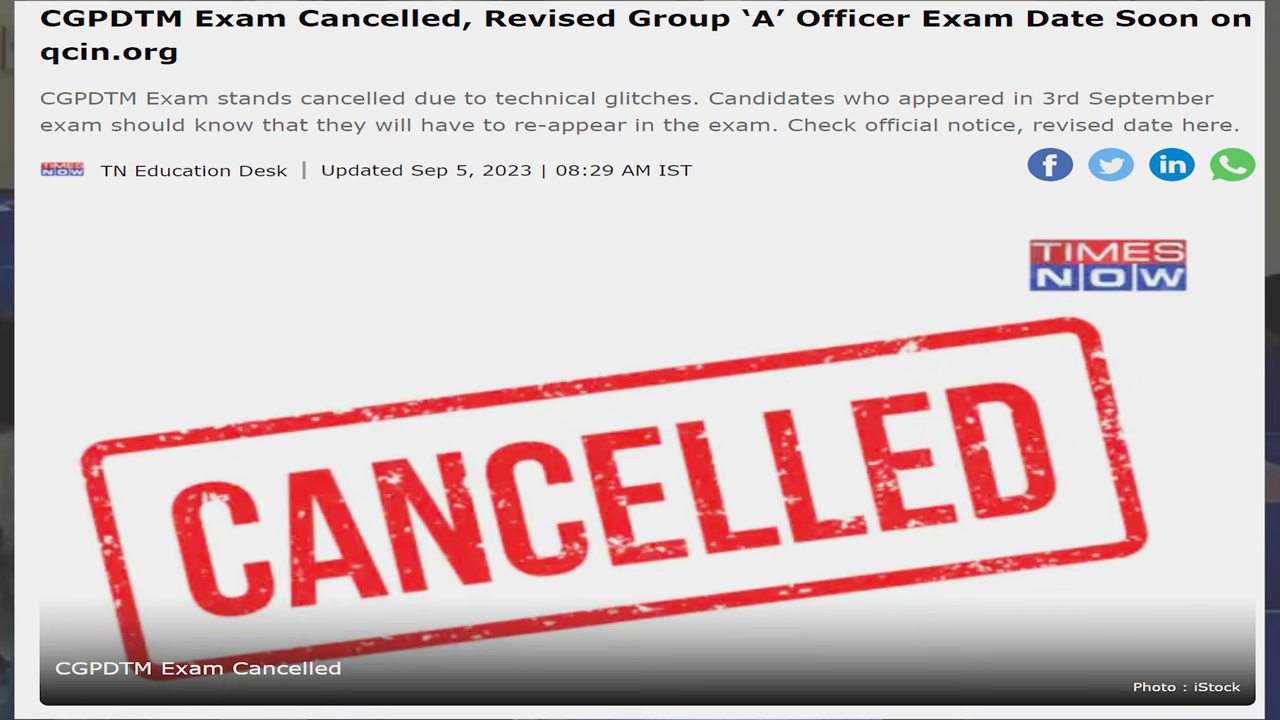 CGPDTM Exam Cancelled, Revised Group ‘A’ Officer Exam Date Soon on
qcin.org
CGPDTM Exam stands cancelled due to technical glitches. Candidates who appeared in 3rd September
exam should know that they will have to re-appear in the exam. Check official notice, revised date here.
TIMES NOW TN Education Desk | Updated Sep 5, 2023 | 08:29 AM IST
TIMES
NOW
CANCELLED
CGPDTM Exam Cancelled
Photo : iStock